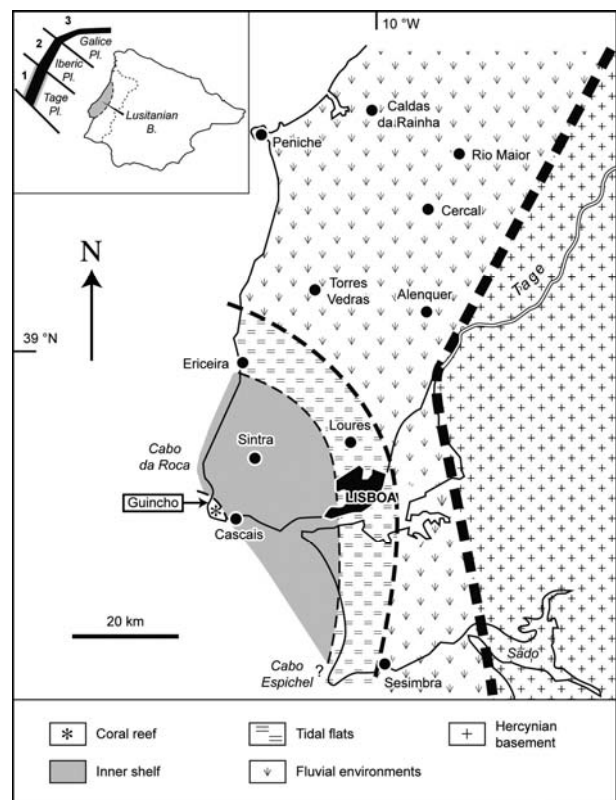 10 °W
3
2
Galice
Pl.
1
Iberic
Pl.
Tage
Pl.
Lusitanian
B.
Caldas
da Rainha
Peniche
Rio Maior
Cercal
N
Torres
Vedras
Alenquer
Tage
39 °N
Ericeira
Loures
Cabo
da Roca
Sintra
LISBOA
Guincho
*
Cascais
20 km
Cabo
Espichel
?
Sado
Sesimbra
* Coral reef
Tidal flats
+ Hercynian
basement
Inner shelf
Fluvial environments